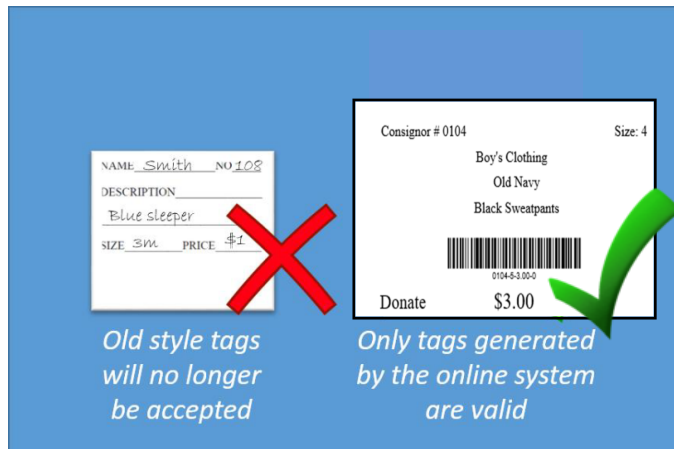 NAME Smith NO 108
DESCRIPTION
Blue sleeper
SIZE 3M PRICE $1
Old style tags
will no longer
be accepted
Consignor # 0104 Size: 4
Boy's Clothing
Old Navy
Black Sweatpants
0104-5-3.00-0
Donate $3.00
Only tags generated
by the online system
are valid